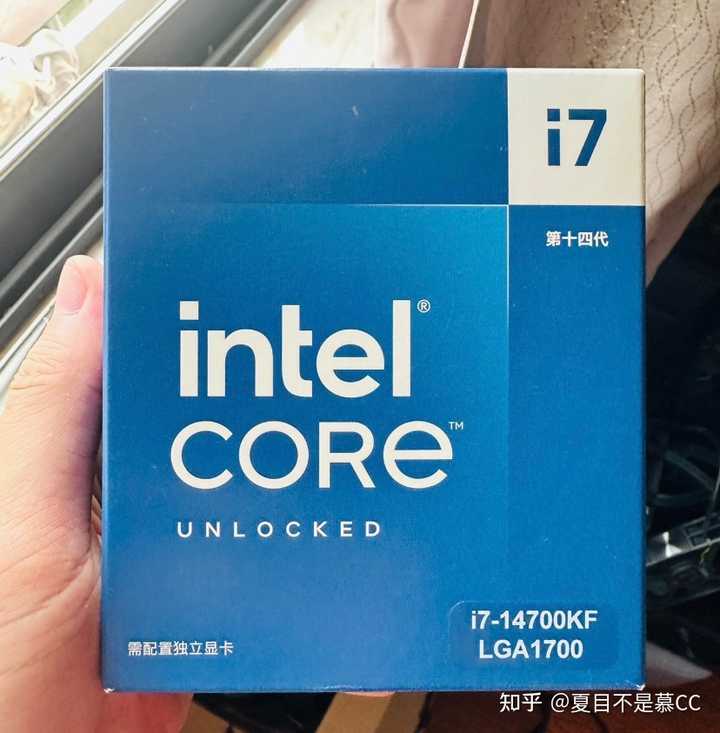 i7
第十四代
intel®
CORE™
UNLOCKED
i7-14700KF
LGA1700
需配置独立显卡
知乎 @夏目不是慕CC